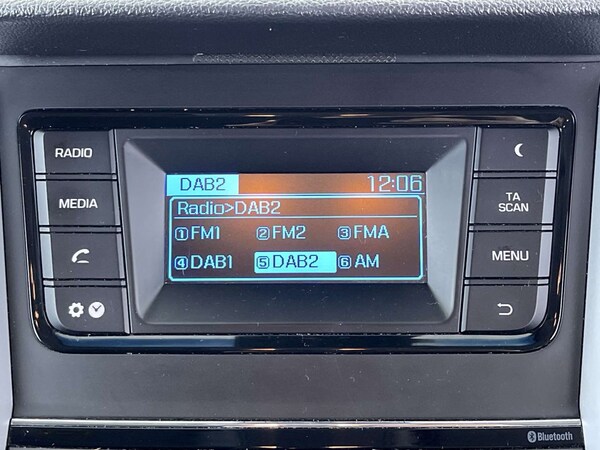 RADIO
MEDIA
DAB2 12:06
Radio>DAB2
①FM1 ②FM2 ③FMA
④DAB1 ⑤DAB2 ⑥AM
TA
SCAN
MENU
Bluetooth